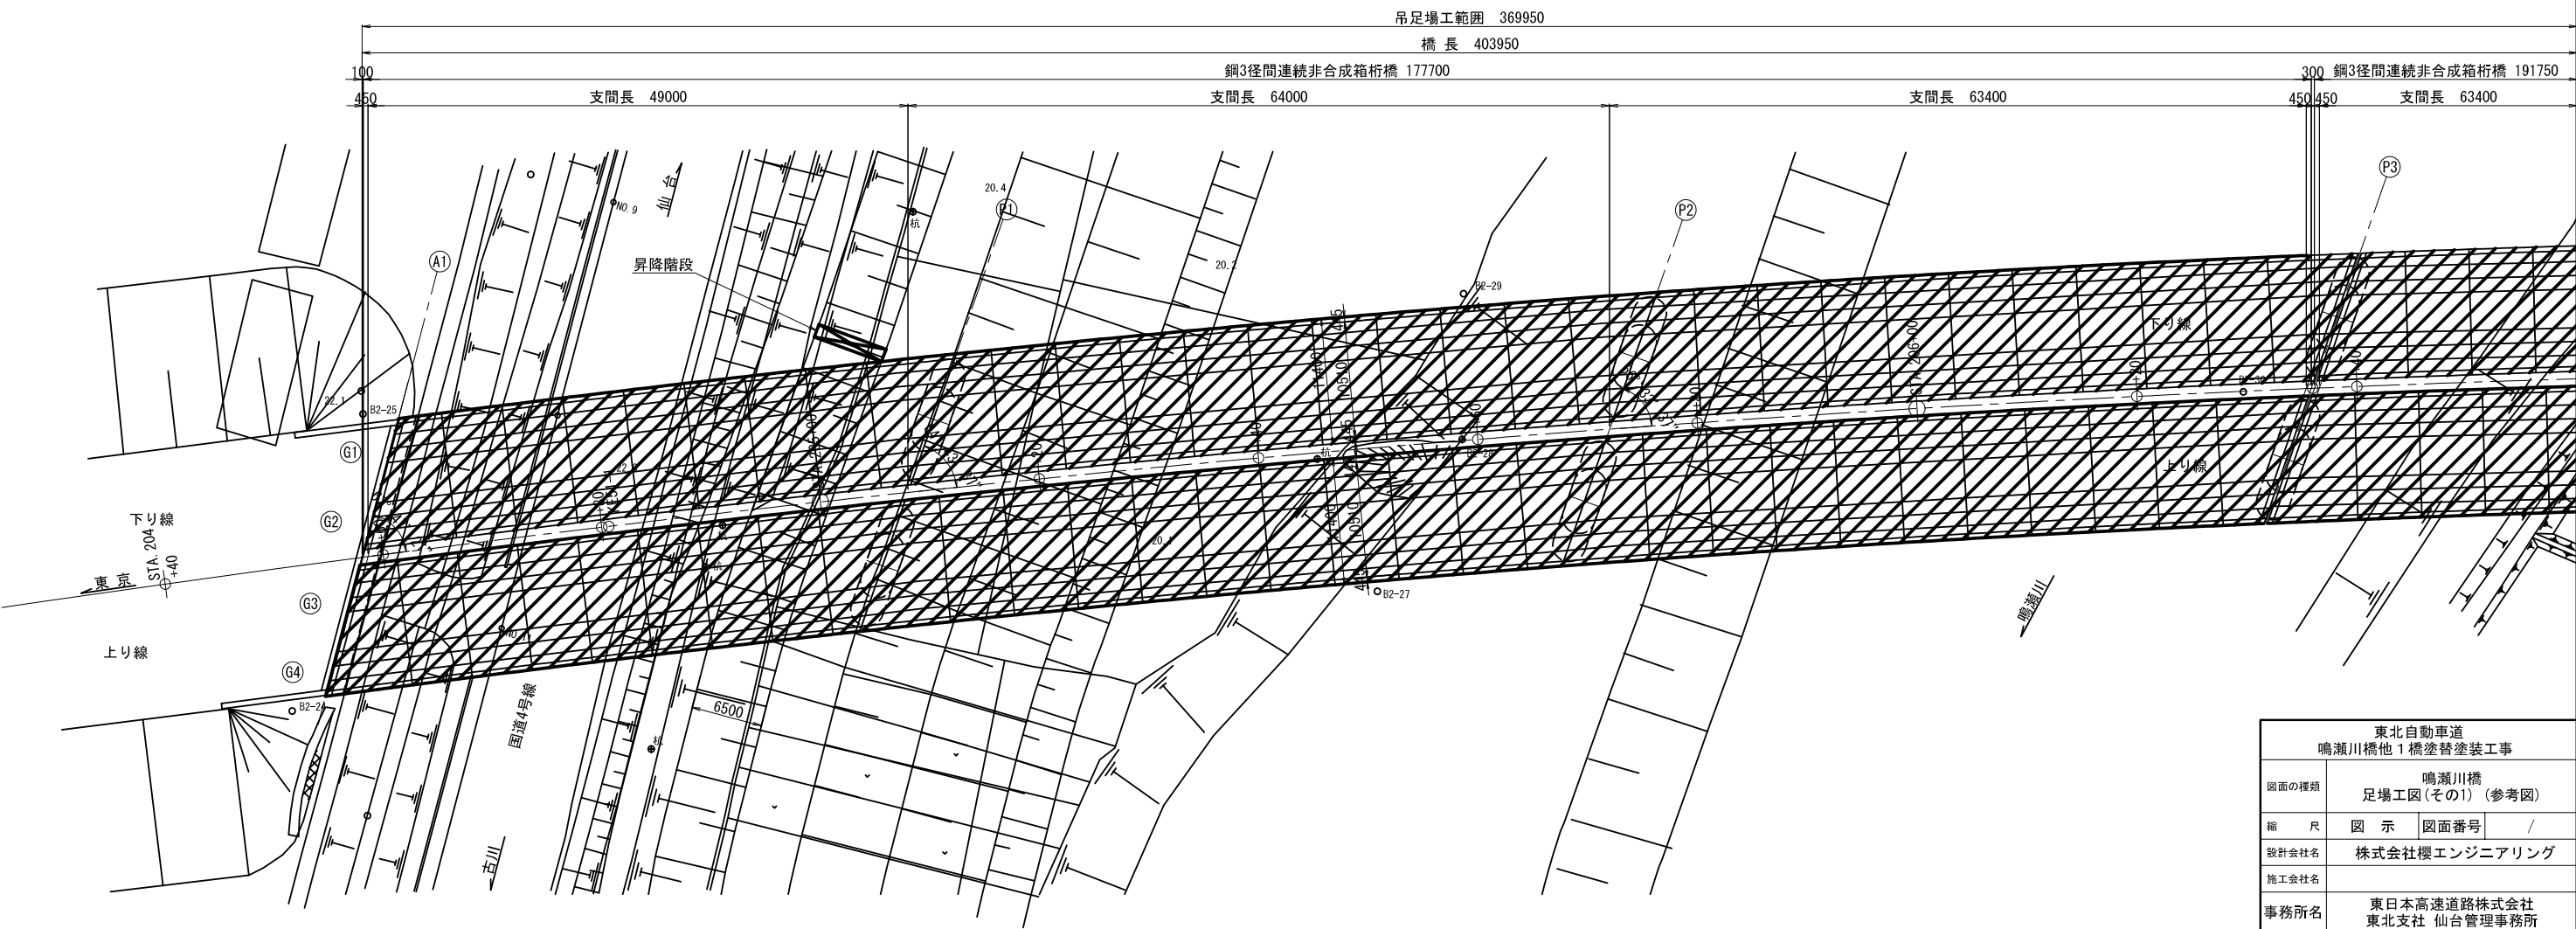 吊足場工範囲 369950
橋 長 403950
100
鋼3径間連続非合成箱桁橋 177700
300
鋼3径間連続非合成箱桁橋 191750
450
支間長 49000
支間長 64000
支間長 63400
450
450
支間長 63400
仙台
NO.9
杭
20.4
P1
P2
P3
A1
昇降階段
20.2
B2-29
下り線
22.1
B2-25
G1
G2
下り線
STA.204
+40
東 京
G3
上り線
G4
B2-24
国道4号線
古川
6500
杭
杭
杭
20.1
B2-28
B2-27
上り線
鳴瀬川
東北自動車道
鳴瀬川橋他1橋塗替塗装工事
図面の種類
鳴瀬川橋
足場工図(その1) (参考図)
縮 尺
図 示
図面番号
/
設計会社名
株式会社櫻エンジニアリング
施工会社名
事務所名
東日本高速道路株式会社
東北支社 仙台管理事務所